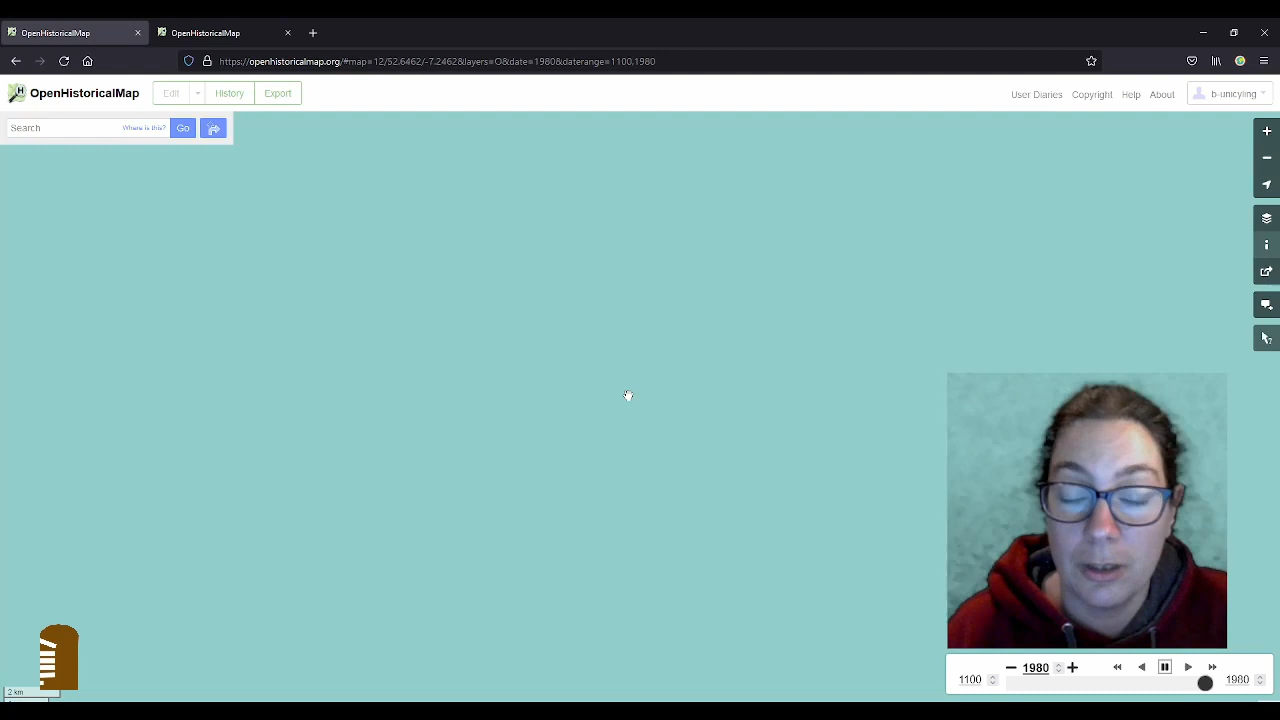 OpenHistoricalMap
OpenHistoricalMap
https://openhistoricalmap.org/#map=12/52.6462/-7.2462&layers=O&date=1980&daterange=1100,1980
OpenHistoricalMap
Edit
History
Export
User Diaries
Copyright
Help
About
b-unicyling
Search
Where is this?
Go
2 km
1980
1100
1980